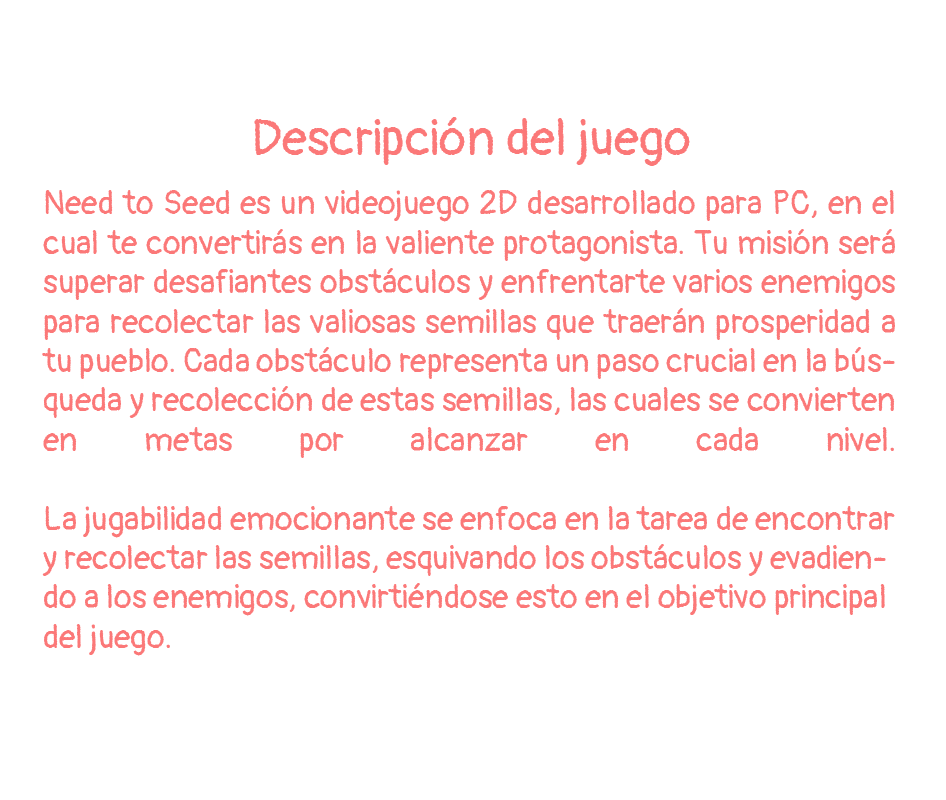 Descripción del juego
Need to Seed es un videojuego 2D desarrollado para PC, en el
cual te convertirás en la valiente protagonista. Tu misión será
superar desafiantes obstáculos y enfrentarte varios enemigos
para recolectar las valiosas semillas que traerán prosperidad a
tu pueblo. Cada obstáculo representa un paso crucial en la bús-
queda y recolección de estas semillas, las cuales se convierten
en metas por alcanzar en cada nivel.
La jugabilidad emocionante se enfoca en la tarea de encontrar
y recolectar las semillas, esquivando los obstáculos y evadien-
do a los enemigos, convirtiéndose esto en el objetivo principal
del juego.